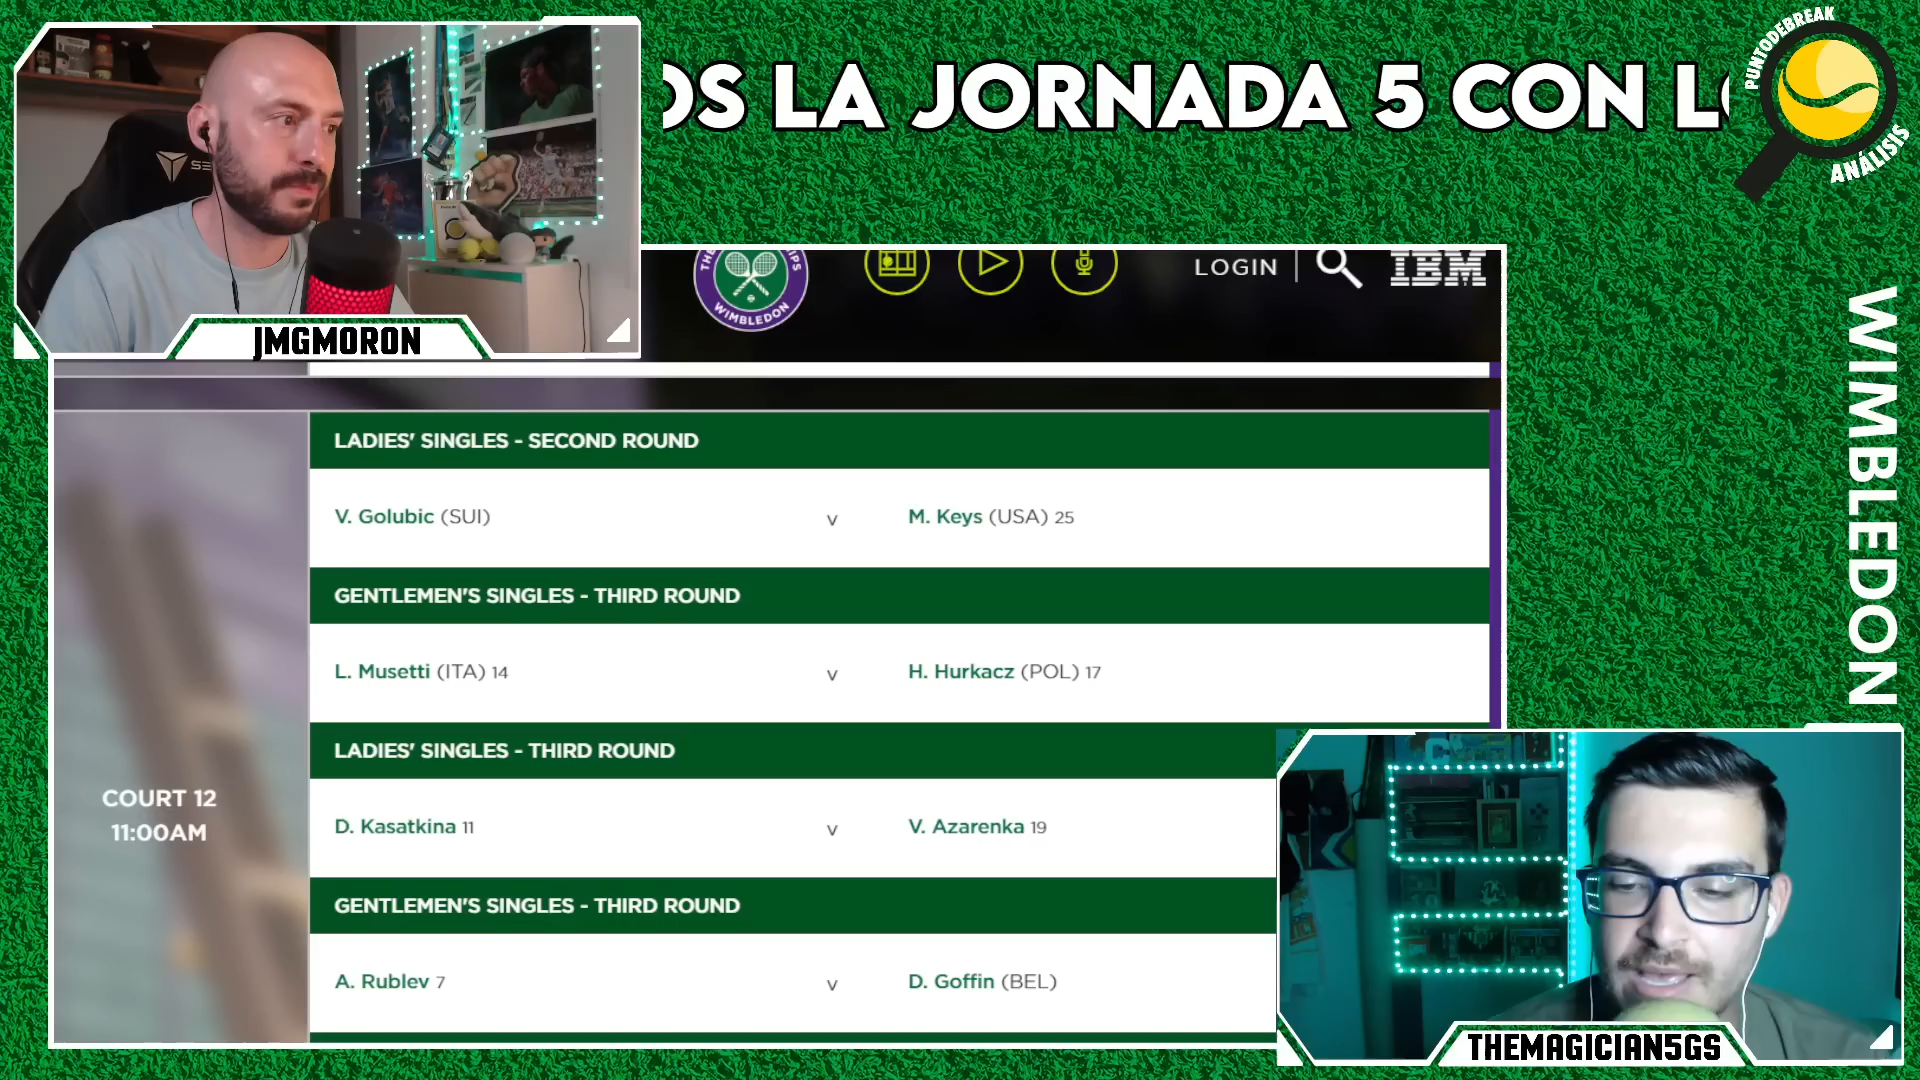 OS LA JORNADA 5 CON LO
PUNTODEBREAK
ANÁLISIS
WIMBLEDON
JMGMORON
WIMBLEDON
LOGIN
IBM
LADIES' SINGLES - SECOND ROUND
V. Golubic (SUI) v M. Keys (USA) 25
GENTLEMEN'S SINGLES - THIRD ROUND
L. Musetti (ITA) 14 v H. Hurkacz (POL) 17
LADIES' SINGLES - THIRD ROUND
COURT 12
11:00AM
D. Kasatkina 11 v V. Azarenka 19
GENTLEMEN'S SINGLES - THIRD ROUND
A. Rublev 7 v D. Goffin (BEL)
THEMAGICIAN5GS